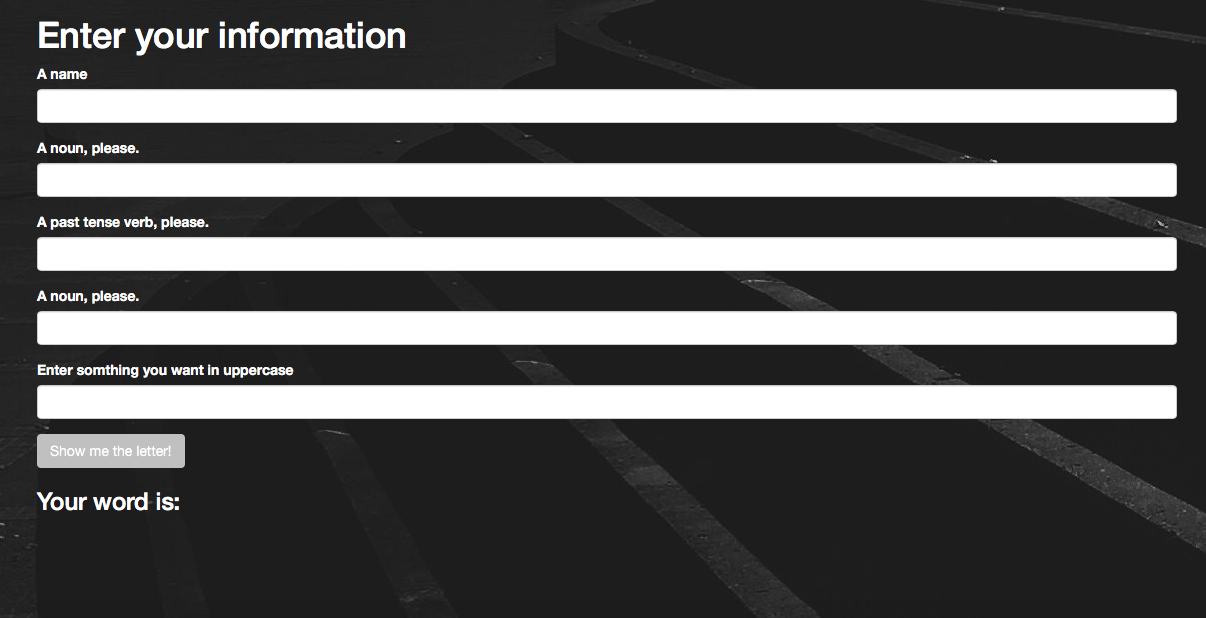 Enter your information
A name
A noun, please.
A past tense verb, please.
A noun, please.
Enter somthing you want in uppercase
Show me the letter!
Your word is: